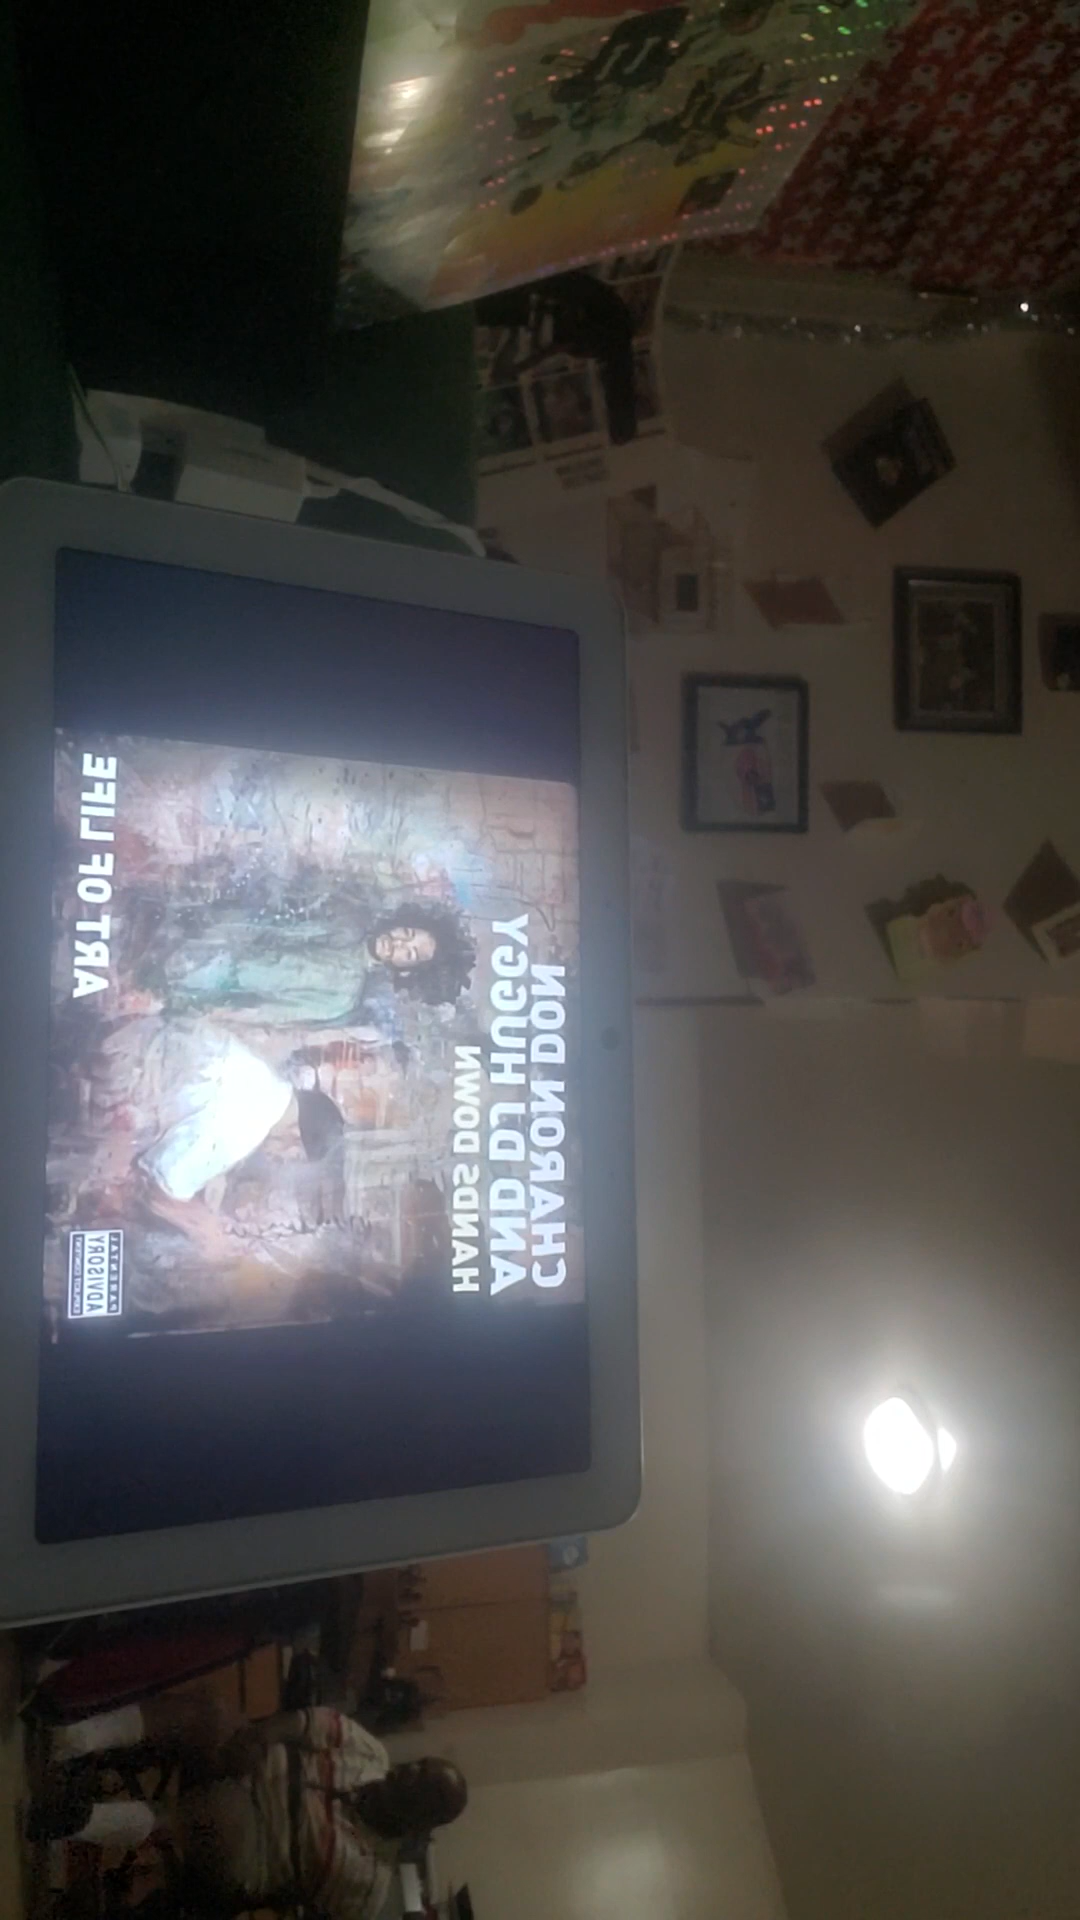 CHARON DON
AND DJ HUGGY
HANDS DOWN
ART OF LIFE
PARENTAL
ADVISORY
EXPLICIT CONTENT